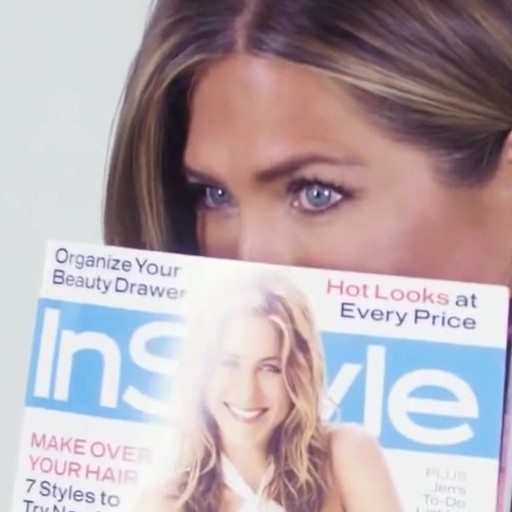 Organize Your
Beauty Drawer
Hot Looks at
Every Price
InStyle
MAKE OVER
YOUR HAIR
7 Styles to
PLUS
Jen's
To-Do